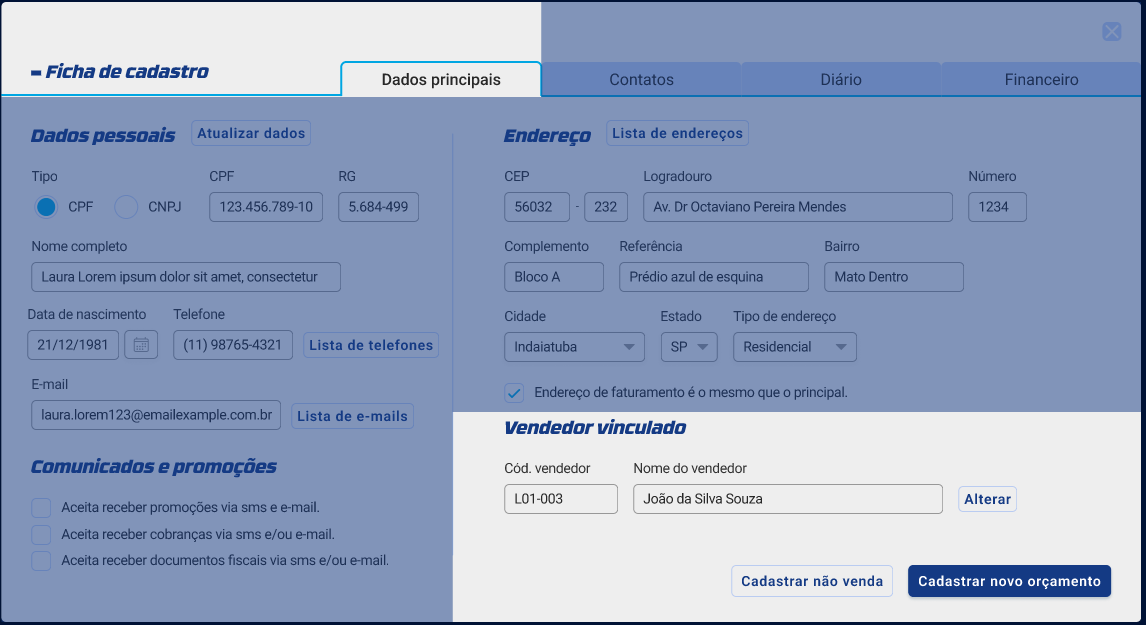 Ficha de cadastro
Dados principais
Contatos
Diário
Financeiro
Dados pessoais
Atualizar dados
Tipo
CPF
RG
CPF
CNPJ
123.456.789-10
5.684-499
Nome completo
Laura Lorem ipsum dolor sit amet, consectetur
Data de nascimento
Telefone
21/12/1981
(11) 98765-4321
Lista de telefones
E-mail
laura.lorem123@emailexample.com.br
Lista de e-mails
Comunicados e promoções
Aceita receber promoções via sms e e-mail.
Aceita receber cobranças via sms e/ou e-mail.
Aceita receber documentos fiscais via sms e/ou e-mail.
Endereço
Lista de endereços
CEP
Logradouro
Número
56032 - 232
Av. Dr Octaviano Pereira Mendes
1234
Complemento
Referência
Bairro
Bloco A
Prédio azul de esquina
Mato Dentro
Cidade
Estado
Tipo de endereço
Indaiatuba
SP
Residencial
Endereço de faturamento é o mesmo que o principal.
Vendedor vinculado
Cód. vendedor
Nome do vendedor
L01-003
João da Silva Souza
Alterar
Cadastrar não venda
Cadastrar novo orçamento